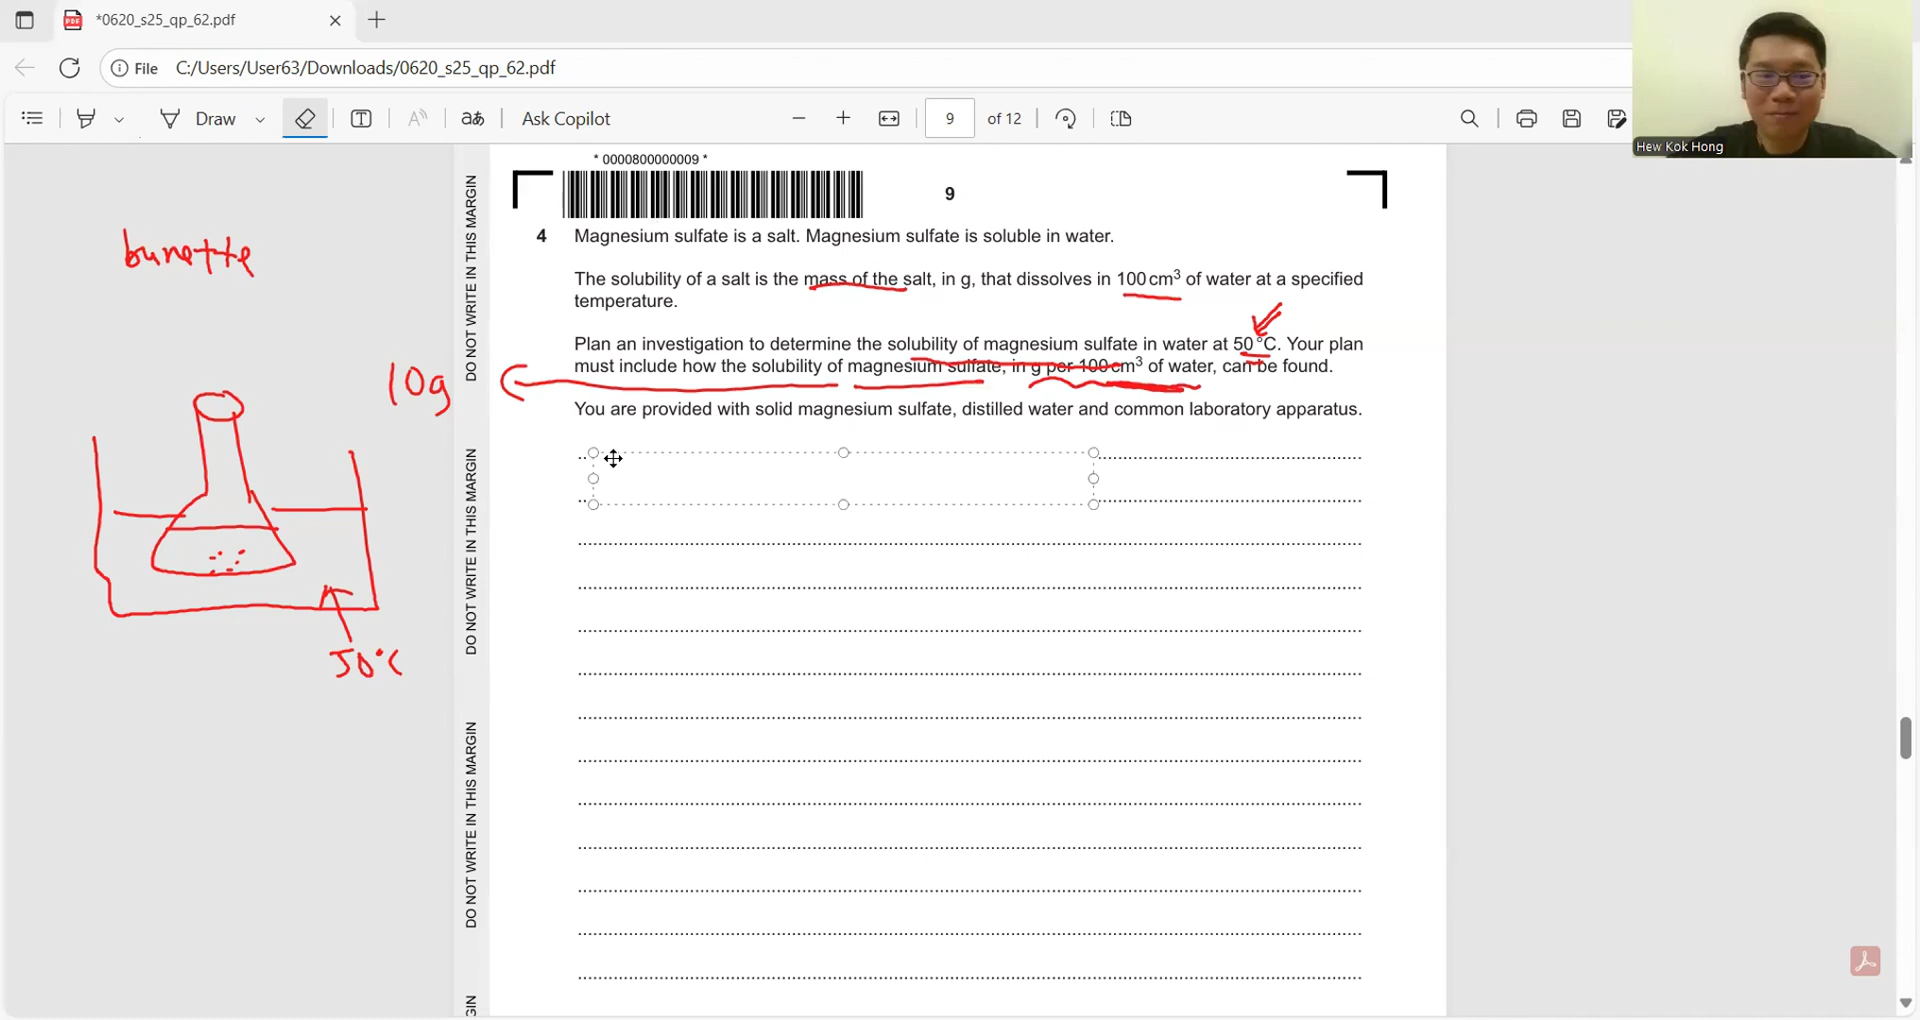 *0620_s25_qp_62.pdf
File C:/Users/User63/Downloads/0620_s25_qp_62.pdf
Draw
A
aあ
Ask Copilot
9 of 12
Hew Kok Hong
* 0000800000009 *
9
DO NOT WRITE IN THIS MARGIN
DO NOT WRITE IN THIS MARGIN
DO NOT WRITE IN THIS MARGIN
GIN
4 Magnesium sulfate is a salt. Magnesium sulfate is soluble in water.
The solubility of a salt is the mass of the salt, in g, that dissolves in 100 cm³ of water at a specified
temperature.
Plan an investigation to determine the solubility of magnesium sulfate in water at 50 °C. Your plan
must include how the solubility of magnesium sulfate, in g per 100 cm³ of water, can be found.
You are provided with solid magnesium sulfate, distilled water and common laboratory apparatus.
burette
10g
50°C